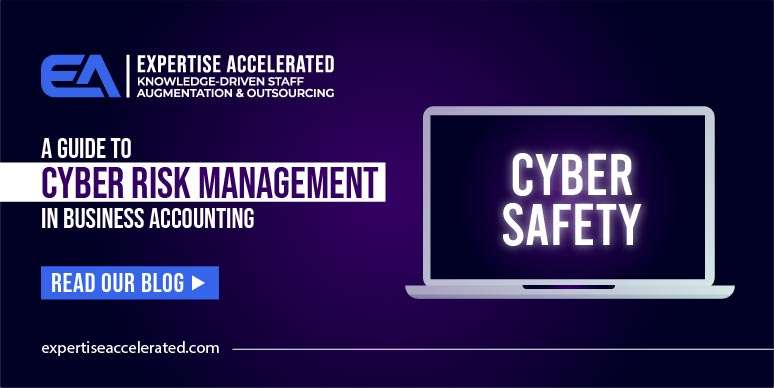 EA
EXPERTISE ACCELERATED
KNOWLEDGE-DRIVEN STAFF
AUGMENTATION & OUTSOURCING
A GUIDE TO
CYBER RISK MANAGEMENT
IN BUSINESS ACCOUNTING
READ OUR BLOG
expertiseaccelerated.com
CYBER
SAFETY